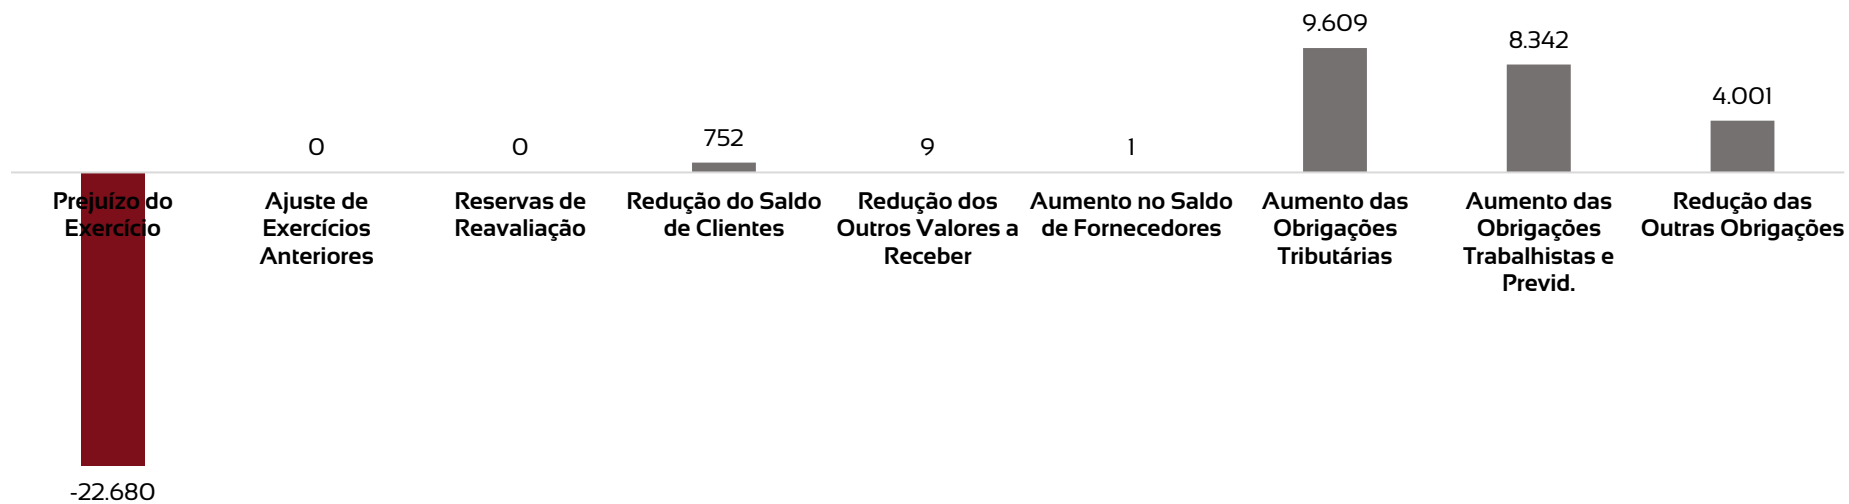 9.609
8.342
4.001
752
0
0
9
1
Prejuízo do
Exercício
Ajuste de
Exercícios
Anteriores
Reservas de
Reavaliação
Redução do Saldo
de Clientes
Redução dos
Outros Valores a
Receber
Aumento no Saldo
de Fornecedores
Aumento das
Obrigações
Tributárias
Aumento das
Obrigações
Trabalhistas e
Previd.
Redução das
Outras Obrigações
-22.680